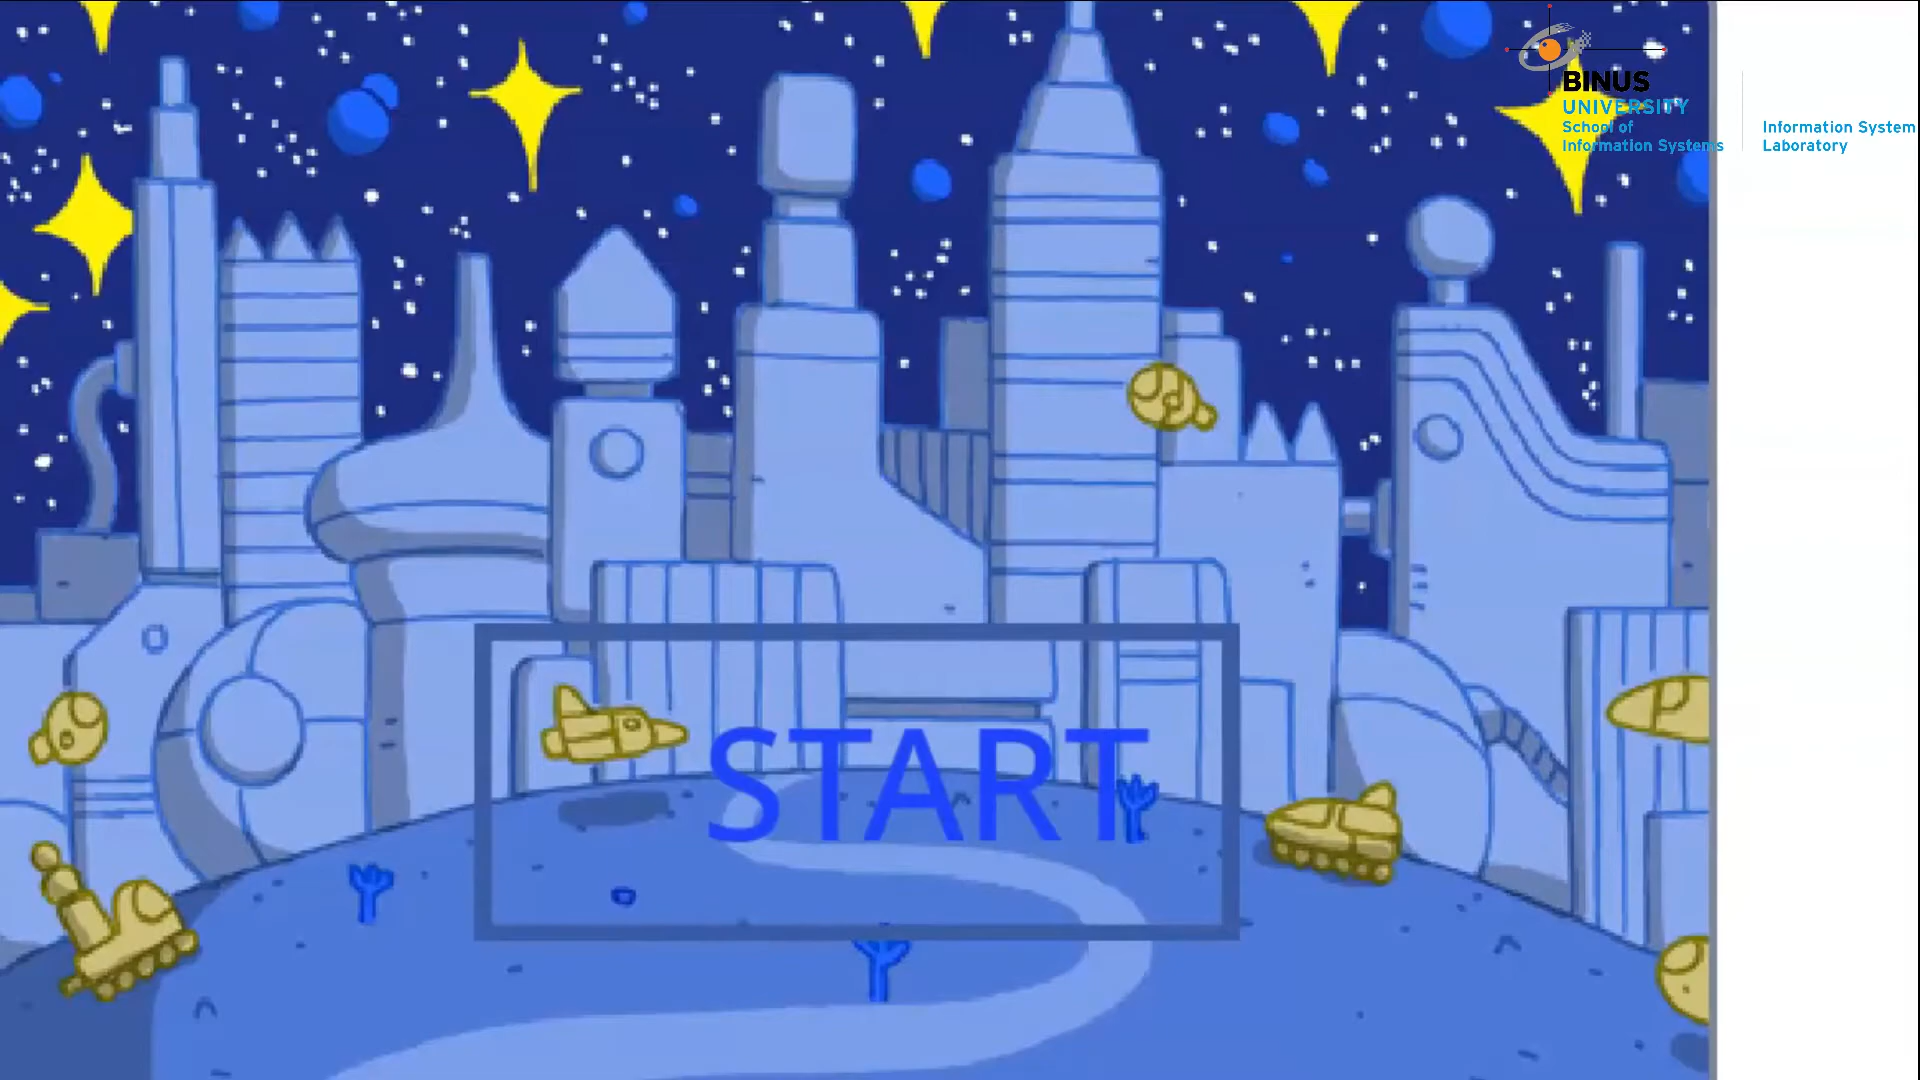 BINUS
UNIVERSITY
School of
Information Systems
Information System
Laboratory
START